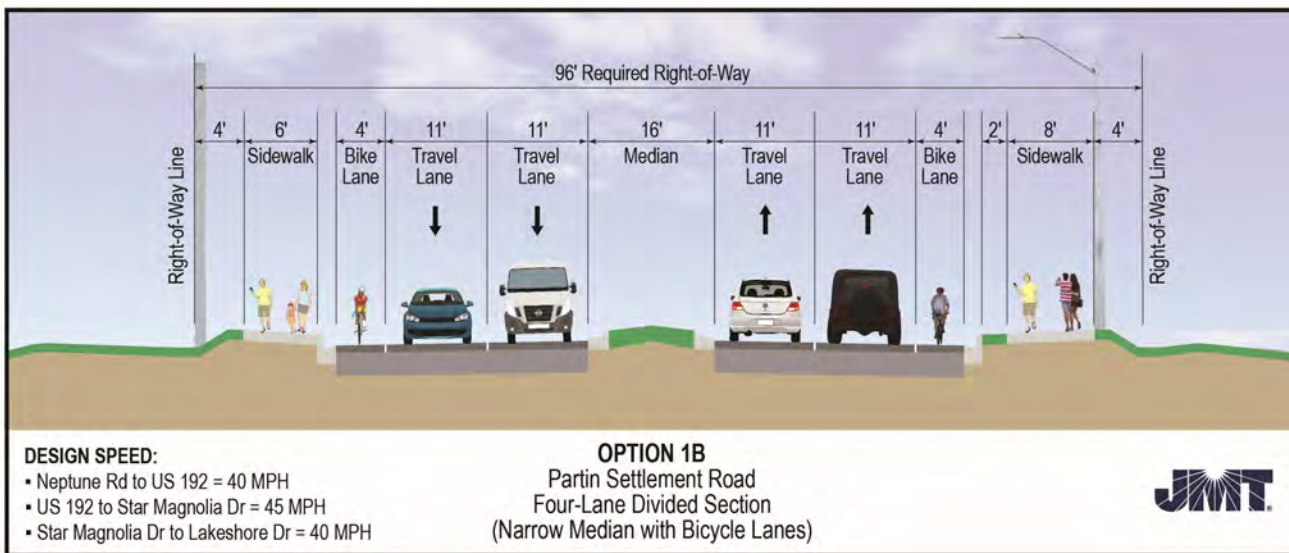 96' Required Right-of-Way
4' 6' 4' 11' 11' 16' 11' 11' 4' 2' 8' 4'
Sidewalk Bike Travel Travel Median Travel Travel Bike Sidewalk
Lane Lane Lane Lane Lane Lane
Right-of-Way Line
Right-of-Way Line
DESIGN SPEED:
▪ Neptune Rd to US 192 = 40 MPH
▪ US 192 to Star Magnolia Dr = 45 MPH
▪ Star Magnolia Dr to Lakeshore Dr = 40 MPH
OPTION 1B
Partin Settlement Road
Four-Lane Divided Section
(Narrow Median with Bicycle Lanes)
JMT®